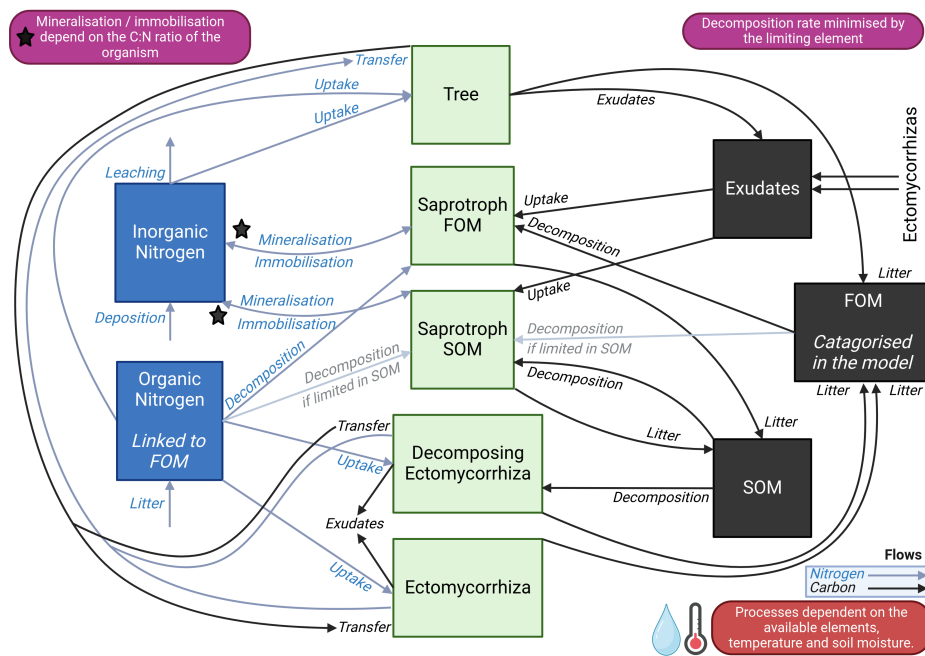 Mineralisation / immobilisation
depend on the C:N ratio of the
organism
Decomposition rate minimised by
the limiting element
Transfer
Tree
Uptake
Uptake
Exudates
Leaching
Inorganic
Nitrogen
Saprotroph
FOM
Uptake
Decomposition
Exudates
Ectomycorrhizas
Mineralisation
Immobilisation
Litter
Mineralisation
Immobilisation
Uptake
Deposition
Saprotroph
SOM
Decomposition
if limited in SOM
FOM
Catagorised
in the model
Decomposition
Decomposition
if limited in SOM
Decomposition
Organic
Nitrogen
Linked to
FOM
Litter
Litter
Litter
Litter
Transfer
Uptake
Decomposing
Ectomycorrhiza
SOM
Decomposition
Litter
Exudates
Uptake
Ectomycorrhiza
Transfer
Flows
Nitrogen
Carbon
Processes dependent on the
available elements,
temperature and soil moisture.